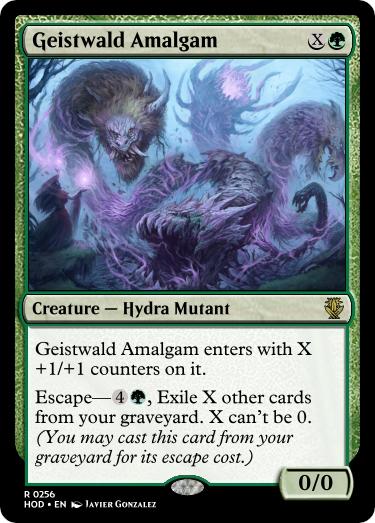 Geistwald Amalgam X
Creature — Hydra Mutant
Geistwald Amalgam enters with X
+1/+1 counters on it.
Escape—4, Exile X other cards
from your graveyard. X can't be 0.
(You may cast this card from your
graveyard for its escape cost.)
0/0
R 0256
HOD • EN Javier Gonzalez